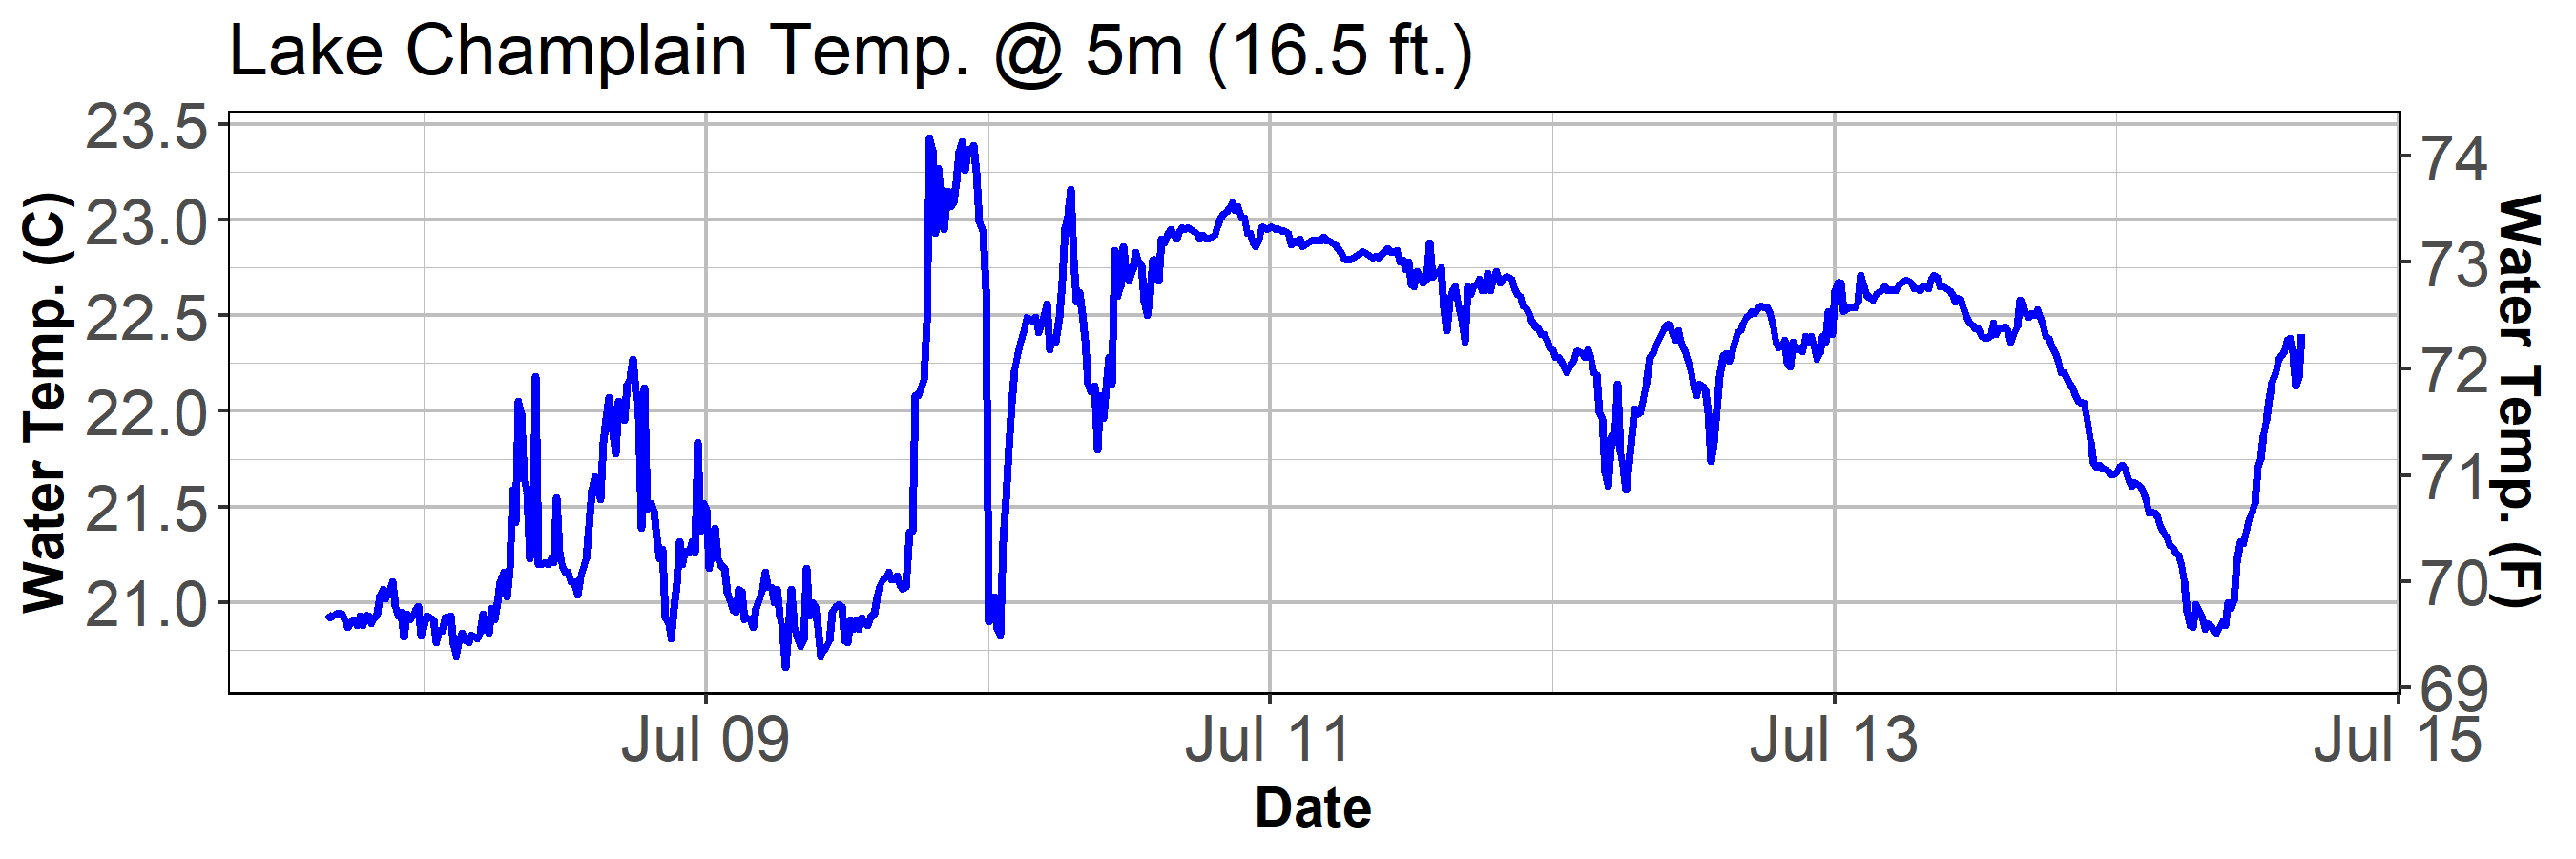 Lake Champlain Temp. @ 5m (16.5 ft.)
Water Temp. (C)
23.5
23.0
22.5
22.0
21.5
21.0
74
73
72
71
70
69
Water Temp. (F)
Jul 09
Jul 11
Jul 13
Jul 15
Date